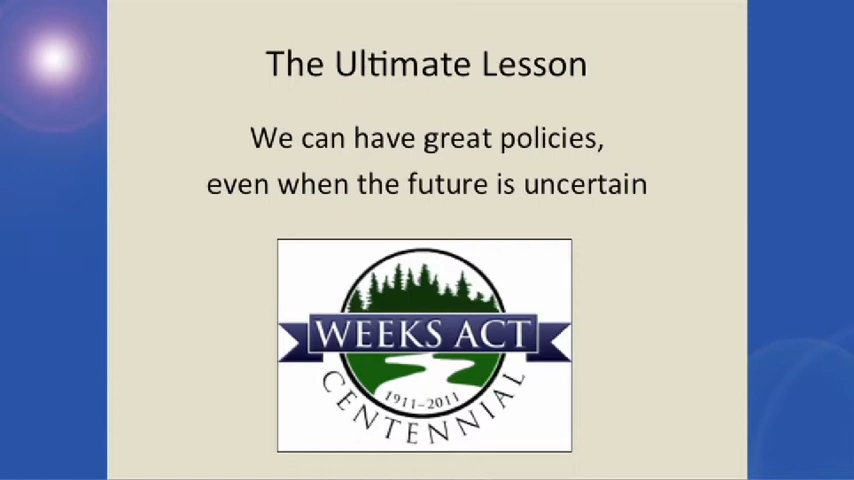 The Ultimate Lesson
We can have great policies,
even when the future is uncertain
WEEKS ACT
1911–2011
CENTENNIAL